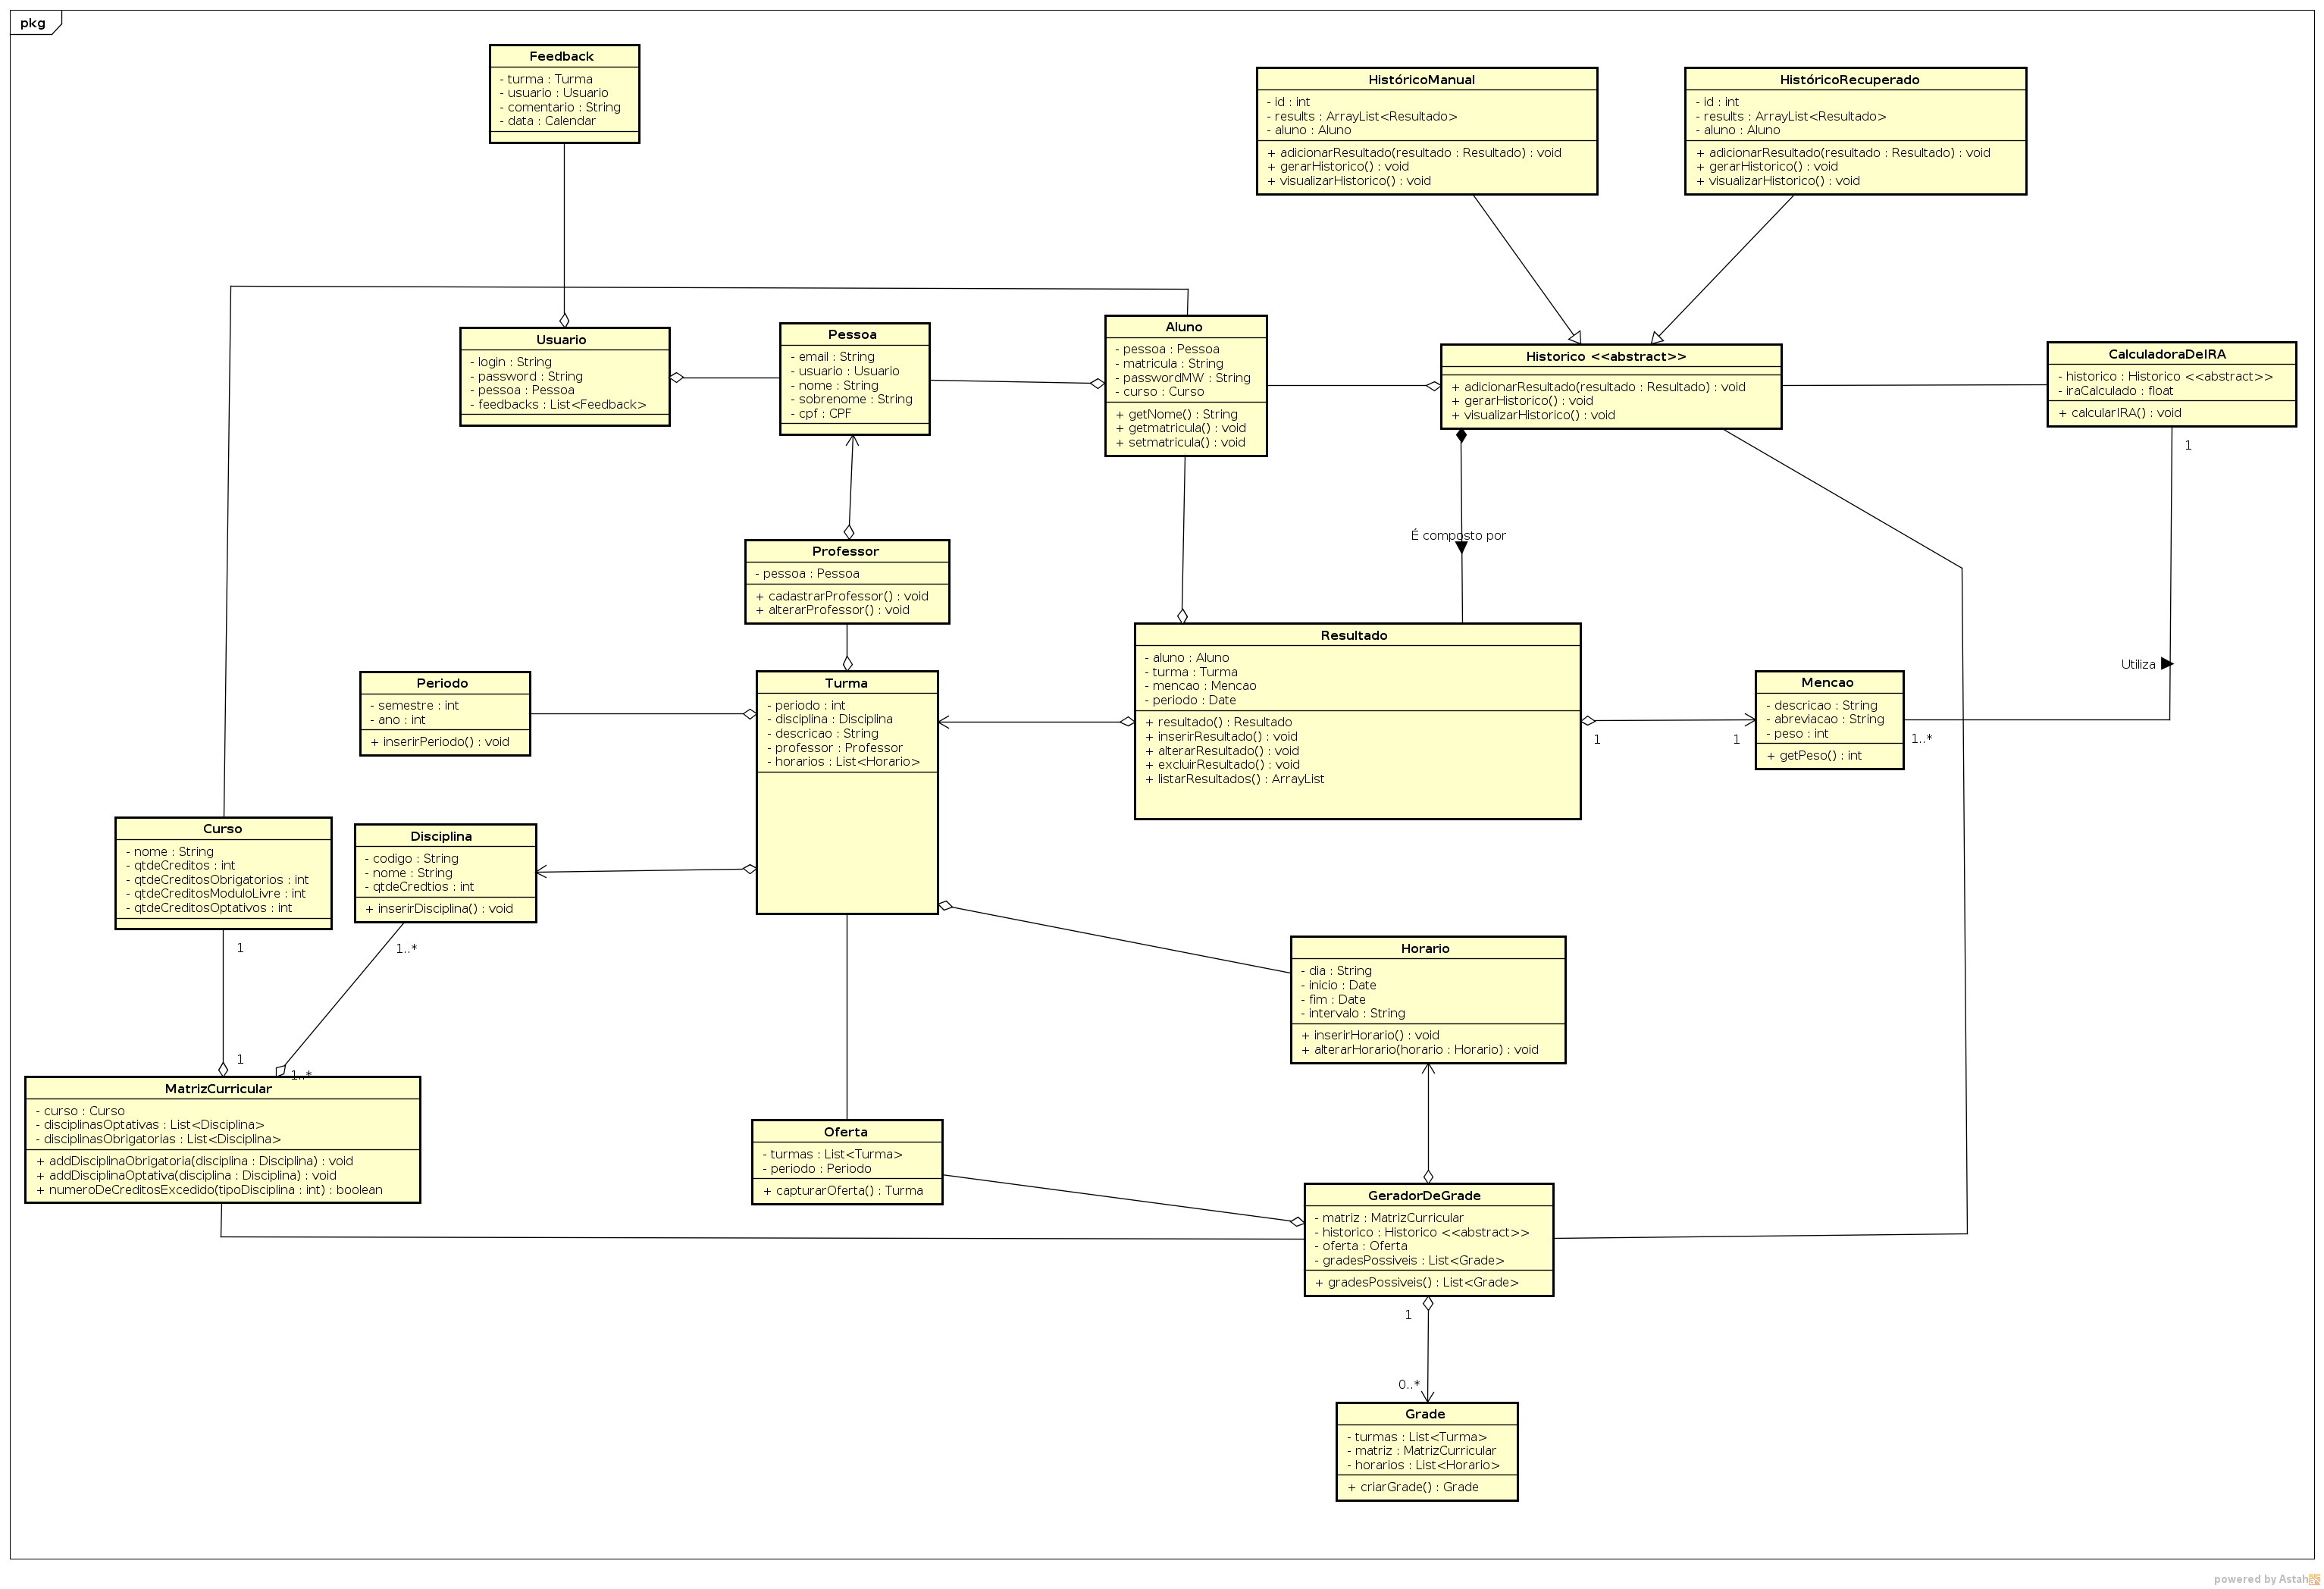 pkg
Feedback
- turma : Turma
- usuario : Usuario
- comentario : String
- data : Calendar
HistóricoManual
- id : int
- results : ArrayList<Resultado>
- aluno : Aluno
+ adicionarResultado(resultado : Resultado) : void
+ gerarHistorico() : void
+ visualizarHistorico() : void
HistóricoRecuperado
- id : int
- results : ArrayList<Resultado>
- aluno : Aluno
+ adicionarResultado(resultado : Resultado) : void
+ gerarHistorico() : void
+ visualizarHistorico() : void
Usuario
- login : String
- password : String
- pessoa : Pessoa
- feedbacks : List<Feedback>
Pessoa
- email : String
- usuario : Usuario
- nome : String
- sobrenome : String
- cpf : CPF
Aluno
- pessoa : Pessoa
- matricula : String
- passwordMW : String
- curso : Curso
+ getNome() : String
+ getmatricula() : void
+ setmatricula() : void
Historico <<abstract>>
+ adicionarResultado(resultado : Resultado) : void
+ gerarHistorico() : void
+ visualizarHistorico() : void
CalculadoraDeIRA
- historico : Historico <<abstract>>
- iraCalculado : float
+ calcularIRA() : void
1
É composto por
Professor
- pessoa : Pessoa
+ cadastrarProfessor() : void
+ alterarProfessor() : void
Periodo
- semestre : int
- ano : int
+ inserirPeriodo() : void
Turma
- periodo : int
- disciplina : Disciplina
- descricao : String
- professor : Professor
- horarios : List<Horario>
Resultado
- aluno : Aluno
- turma : Turma
- mencao : Mencao
- periodo : Date
+ resultado() : Resultado
+ inserirResultado() : void
+ alterarResultado() : void
+ excluirResultado() : void
+ listarResultados() : ArrayList
1
1
Mencao
- descricao : String
- abreviacao : String
- peso : int
+ getPeso() : int
1..*
Utiliza
Curso
- nome : String
- qtdeCreditos : int
- qtdeCreditosObrigatorios : int
- qtdeCreditosModuloLivre : int
- qtdeCreditosOptativos : int
1
1
Disciplina
- codigo : String
- nome : String
- qtdeCredtios : int
+ inserirDisciplina() : void
1..*
1..*
Horario
- dia : String
- inicio : Date
- fim : Date
- intervalo : String
+ inserirHorario() : void
+ alterarHorario(horario : Horario) : void
MatrizCurricular
- curso : Curso
- disciplinasOptativas : List<Disciplina>
- disciplinasObrigatorias : List<Disciplina>
+ addDisciplinaObrigatoria(disciplina : Disciplina) : void
+ addDisciplinaOptativa(disciplina : Disciplina) : void
+ numeroDeCreditosExcedido(tipoDisciplina : int) : boolean
Oferta
- turmas : List<Turma>
- periodo : Periodo
+ capturarOferta() : Turma
GeradorDeGrade
- matriz : MatrizCurricular
- historico : Historico <<abstract>>
- oferta : Oferta
- gradesPossiveis : List<Grade>
+ gradesPossiveis() : List<Grade>
1
0..*
Grade
- turmas : List<Turma>
- matriz : MatrizCurricular
- horarios : List<Horario>
+ criarGrade() : Grade
powered by Astah